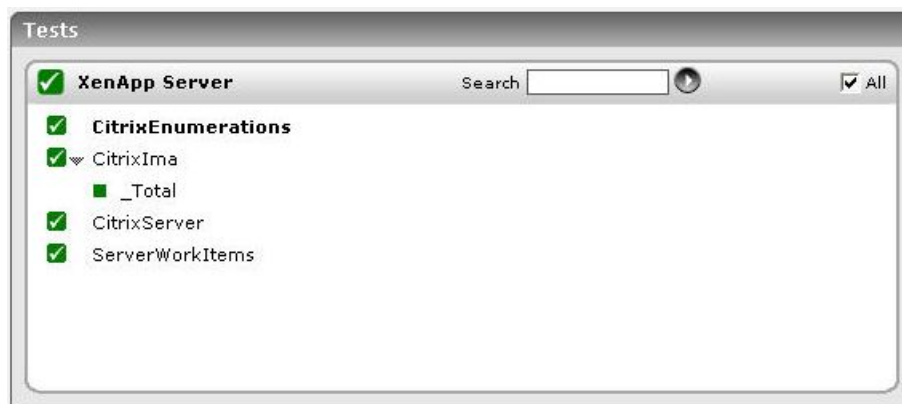 Tests
XenApp Server Search All
CitrixEnumerations
CitrixIma
_Total
CitrixServer
ServerWorkItems